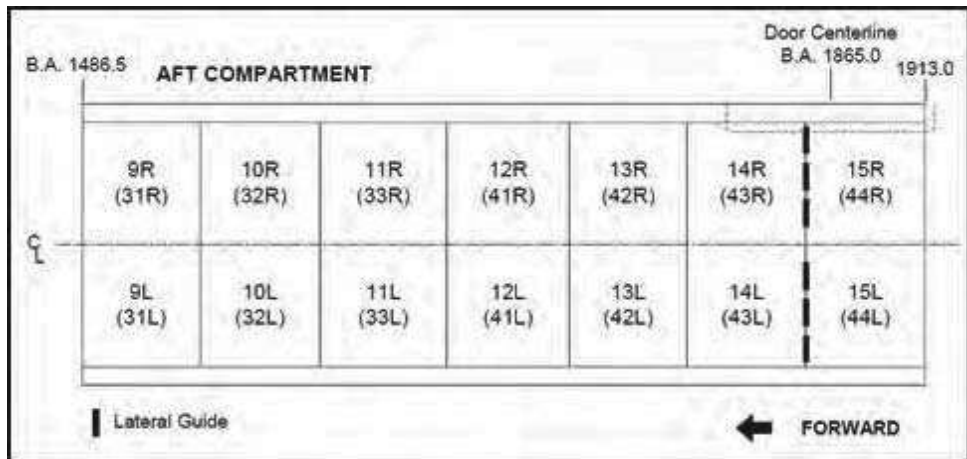 Door Centerline
B.A. 1486.5 AFT COMPARTMENT B.A. 1865.0 1913.0
9R 10R 11R 12R 13R 14R 15R
(31R) (32R) (33R) (41R) (42R) (43R) (44R)
CL
9L 10L 11L 12L 13L 14L 15L
(31L) (32L) (33L) (41L) (42L) (43L) (44L)
Lateral Guide FORWARD